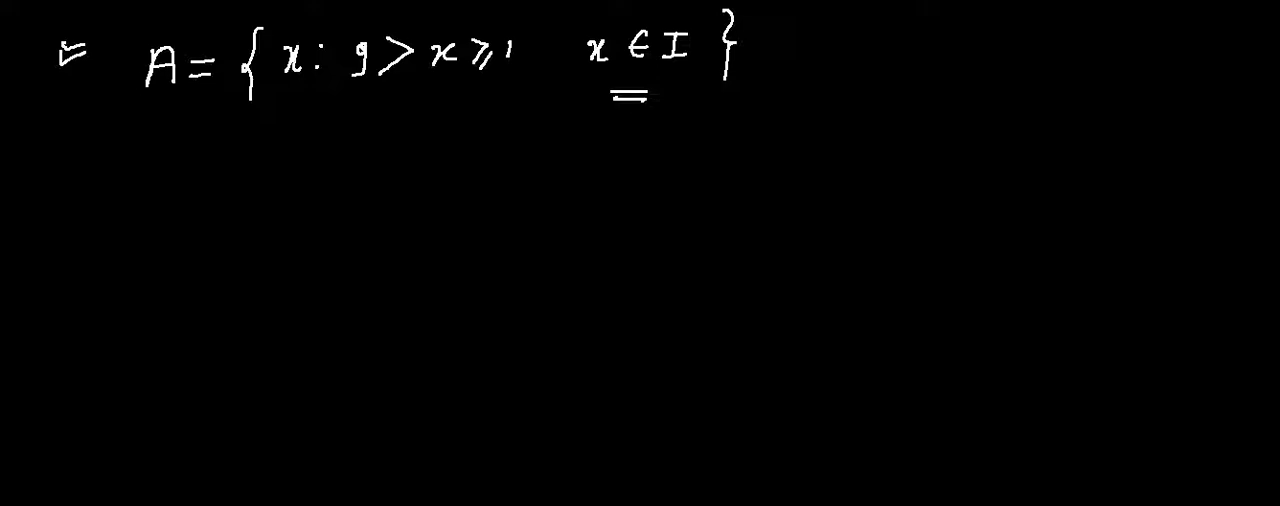 A = { x : 9 > x ⩾ 1 x ∈ I }